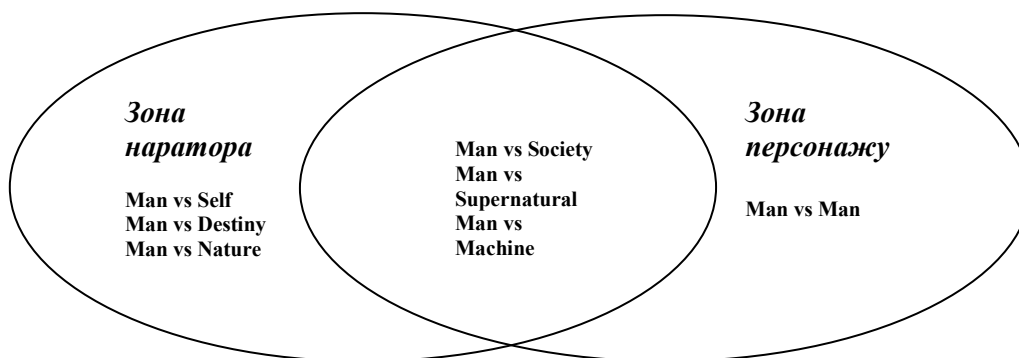 Зона
наратора
Man vs Self
Man vs Destiny
Man vs Nature
Man vs Society
Man vs
Supernatural
Man vs
Machine
Зона
персонажу
Man vs Man